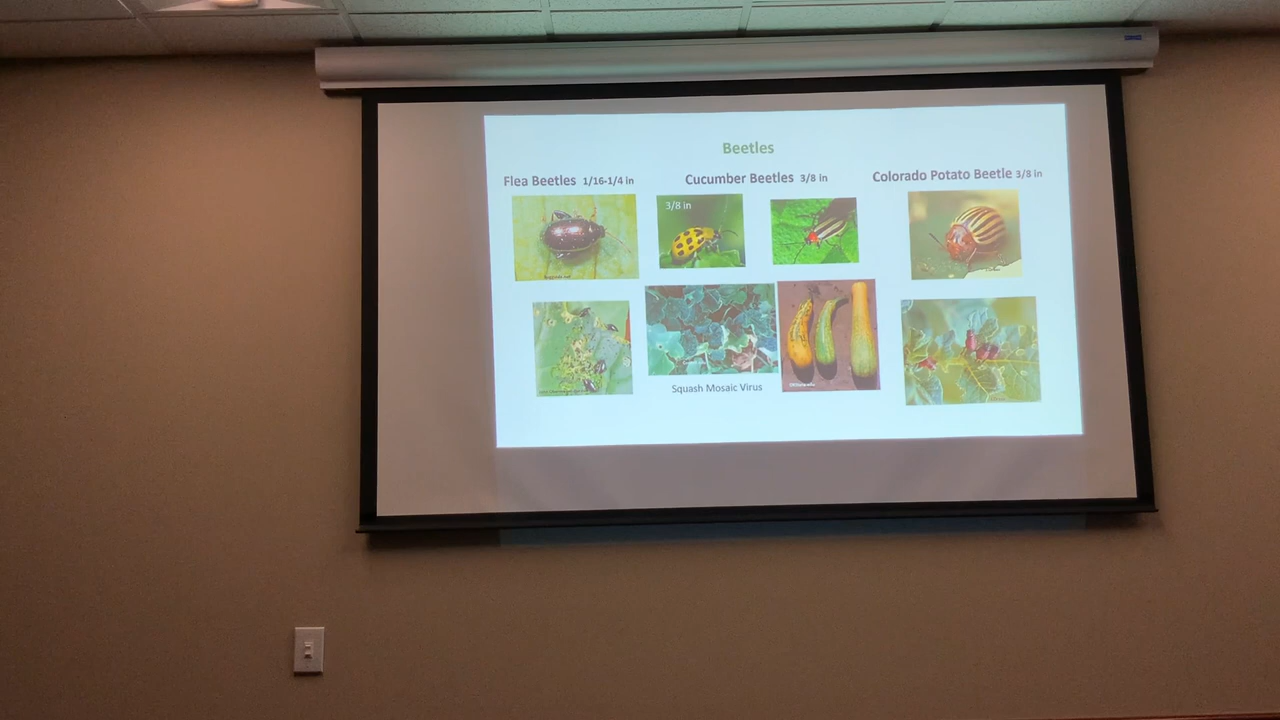 Beetles
Flea Beetles 1/16-1/4 in
Cucumber Beetles 3/8 in
Colorado Potato Beetle 3/8 in
3/8 in
Squash Mosaic Virus